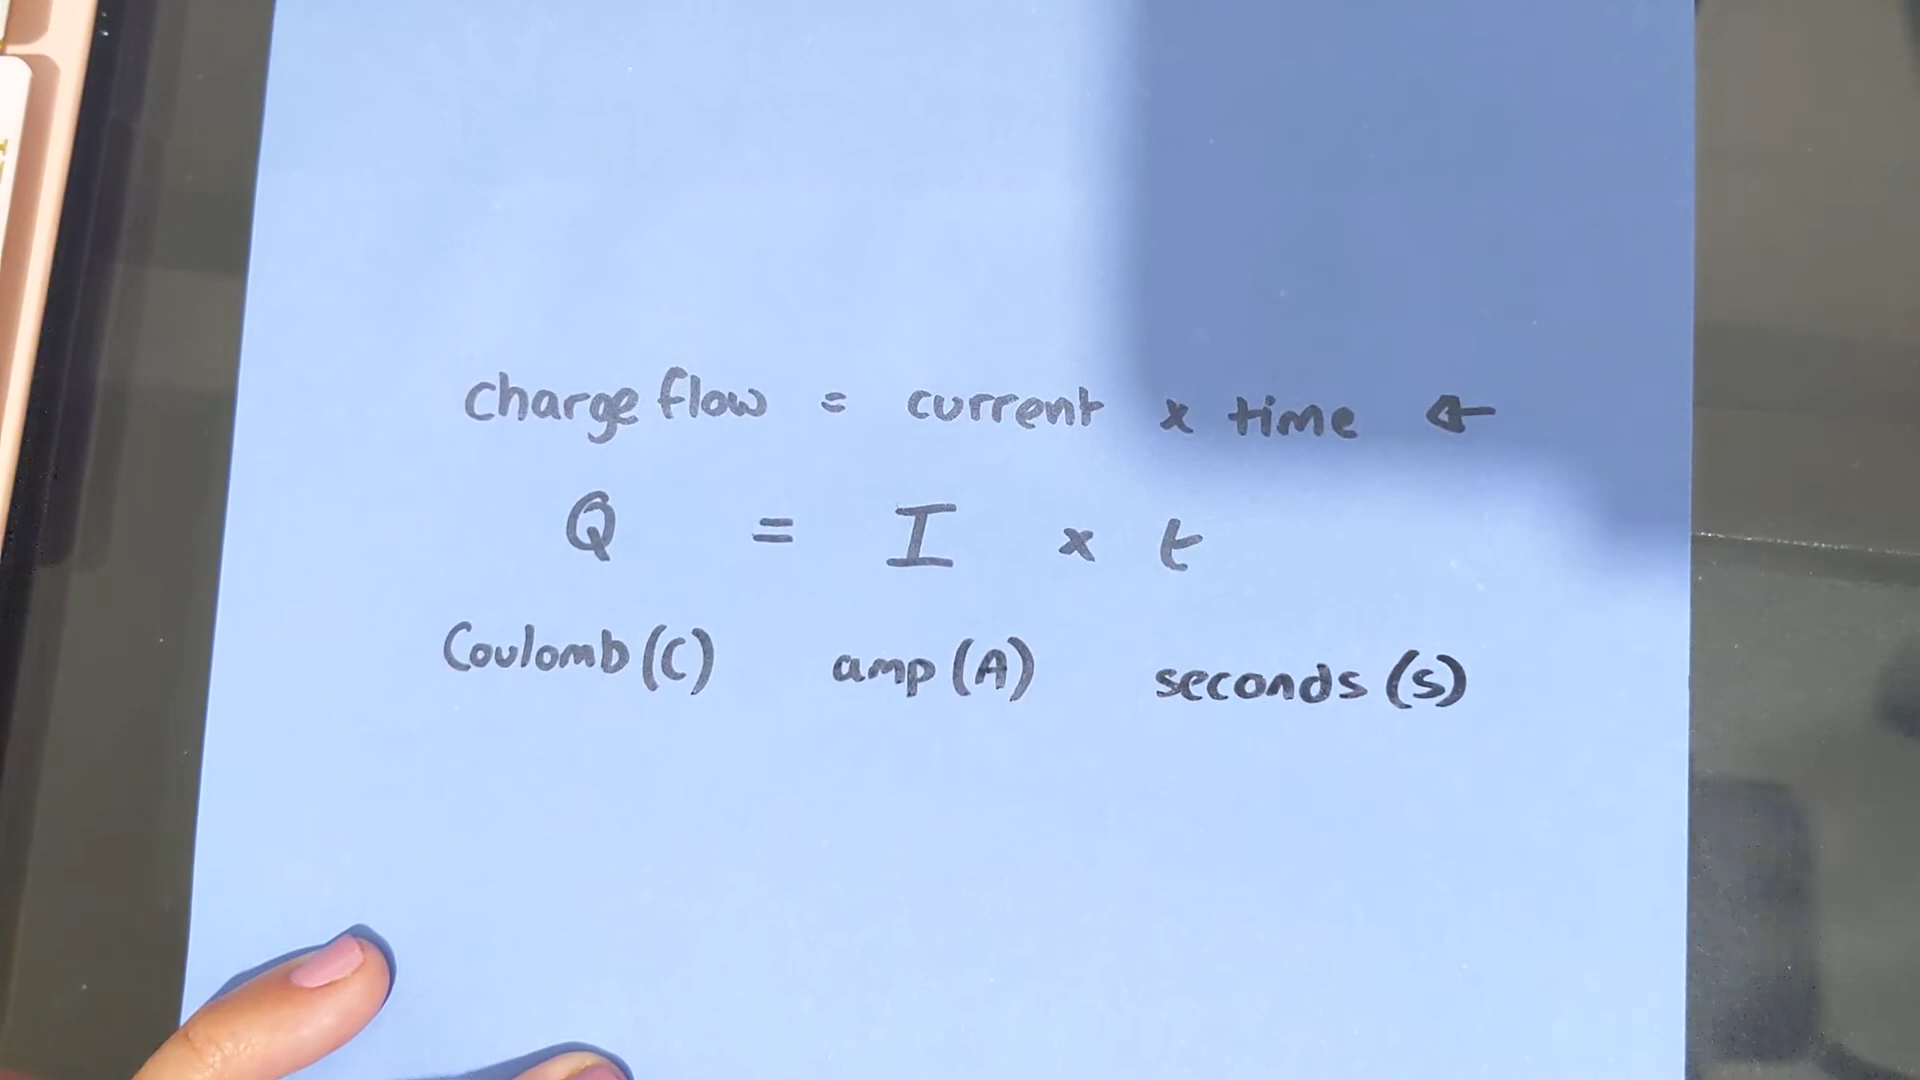 charge flow = current x time ←
Q = I x t
Coulomb (C) amp (A) seconds (s)